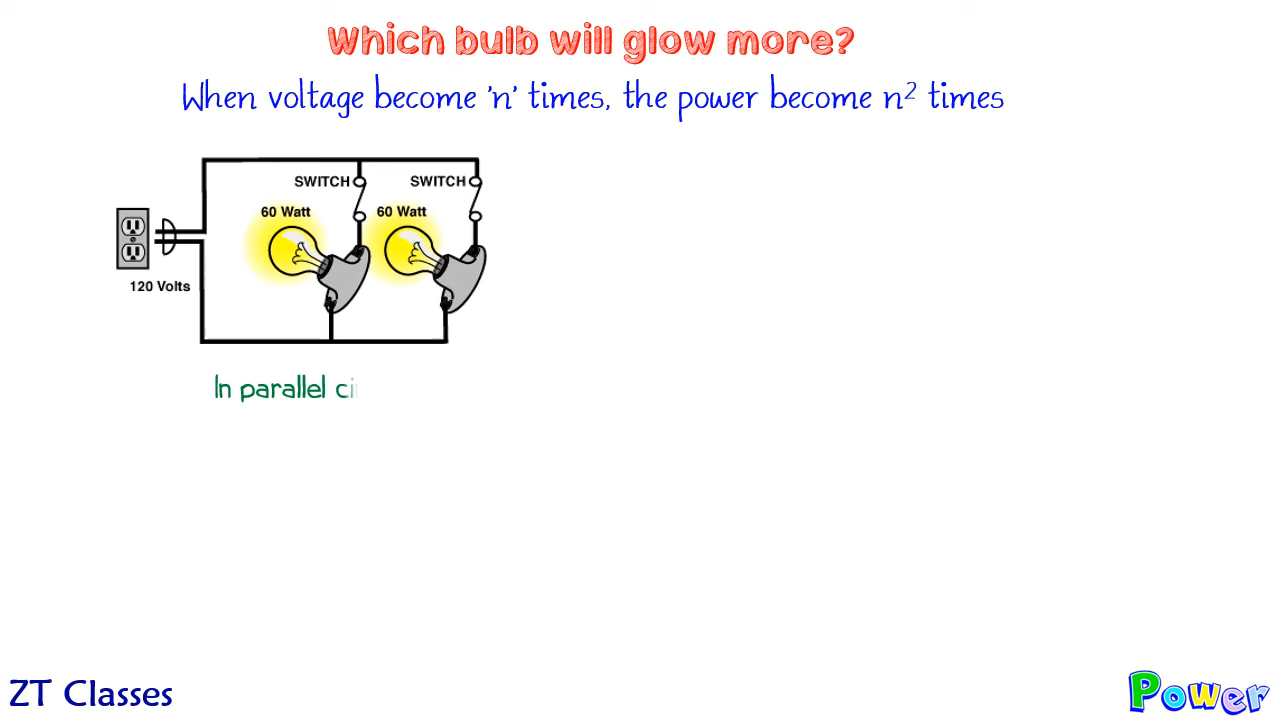 Which bulb will glow more?
When voltage become 'n' times, the power become n² times
SWITCH SWITCH
60 Watt 60 Watt
120 Volts
In parallel ci
ZT Classes
Power